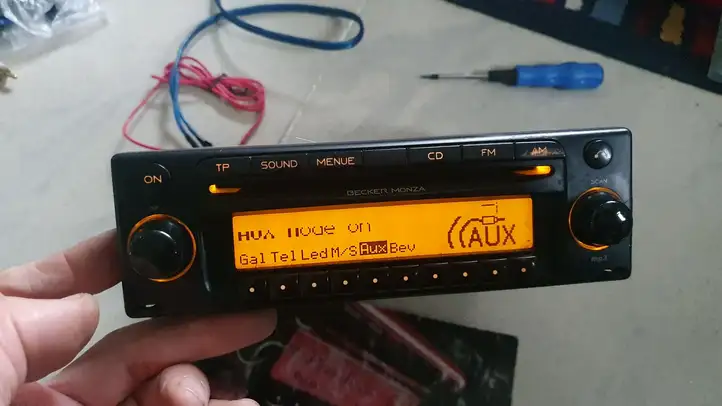 ON TP SOUND MENUE CD FM AM
BECKER MONZA
AUX Mode on
AUX
Gal Tel Led M/S Aux Bev